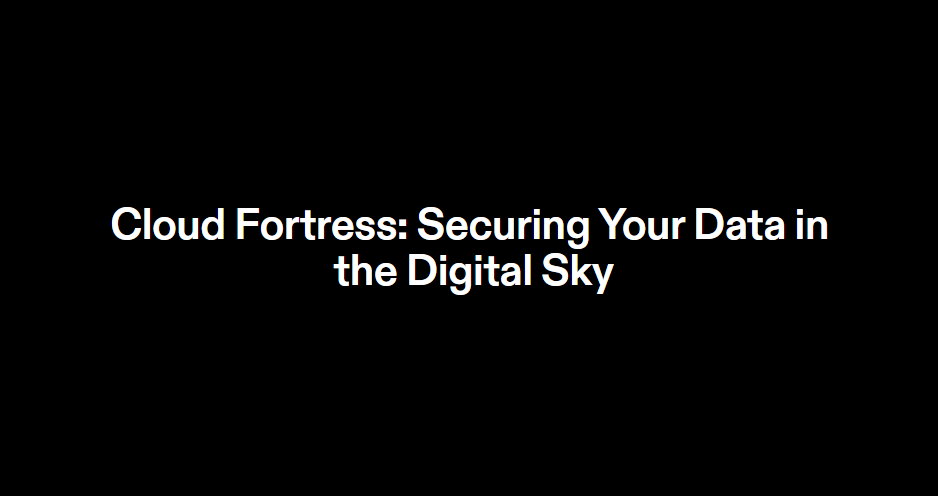 Cloud Fortress: Securing Your Data in
the Digital Sky